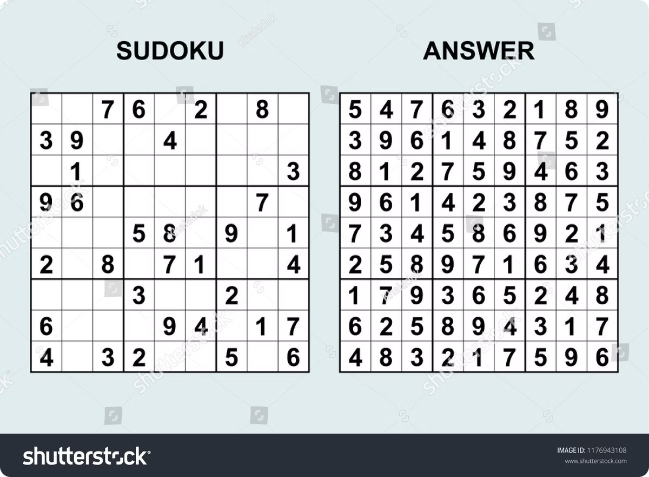 SUDOKU
7 6 2 8
3 9 4
1 3
9 6 7
5 8 9 1
2 8 7 1 4
3 2
6 9 4 1 7
4 3 2 5 6
ANSWER
5 4 7 6 3 2 1 8 9
3 9 6 1 4 8 7 5 2
8 1 2 7 5 9 4 6 3
9 6 1 4 2 3 8 7 5
7 3 4 5 8 6 9 2 1
2 5 8 9 7 1 6 3 4
1 7 9 3 6 5 2 4 8
6 2 5 8 9 4 3 1 7
4 8 3 2 1 7 5 9 6
shutterstock
IMAGE ID: 1176943108
www.shutterstock.com